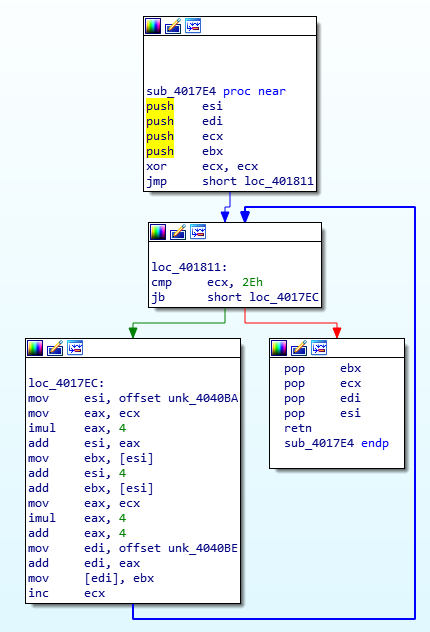 sub_4017E4 proc near
push esi
push edi
push ecx
push ebx
xor ecx, ecx
jmp short loc_401811
loc_401811:
cmp ecx, 2Eh
jb short loc_4017EC
loc_4017EC:
mov esi, offset unk_4040BA
mov eax, ecx
imul eax, 4
add esi, eax
mov ebx, [esi]
add esi, 4
add ebx, [esi]
mov eax, ecx
imul eax, 4
add eax, 4
mov edi, offset unk_4040BE
add edi, eax
mov [edi], ebx
inc ecx
pop ebx
pop ecx
pop edi
pop esi
retn
sub_4017E4 endp